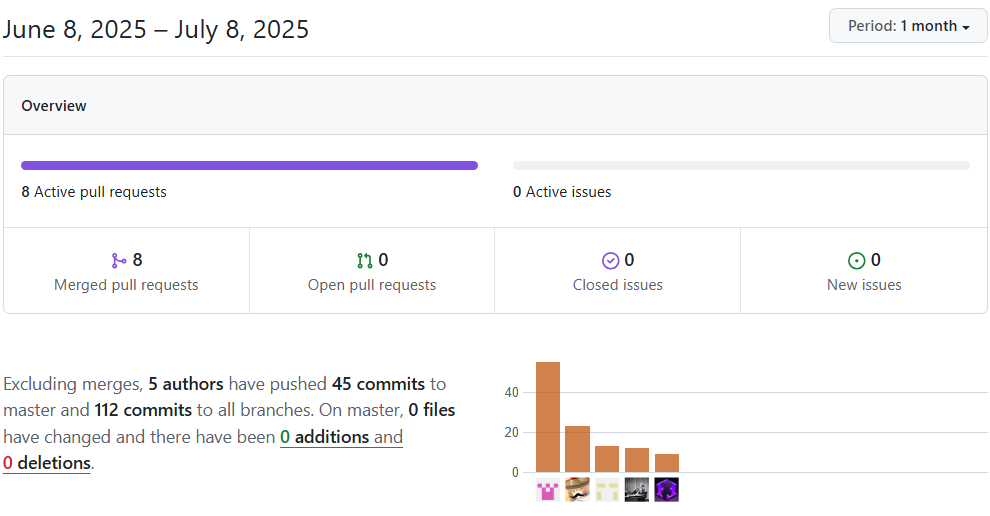 June 8, 2025 – July 8, 2025
Period: 1 month
Overview
8 Active pull requests
0 Active issues
8
Merged pull requests
0
Open pull requests
0
Closed issues
0
New issues
Excluding merges, 5 authors have pushed 45 commits to
master and 112 commits to all branches. On master, 0 files
have changed and there have been 0 additions and
0 deletions.
40
20
0